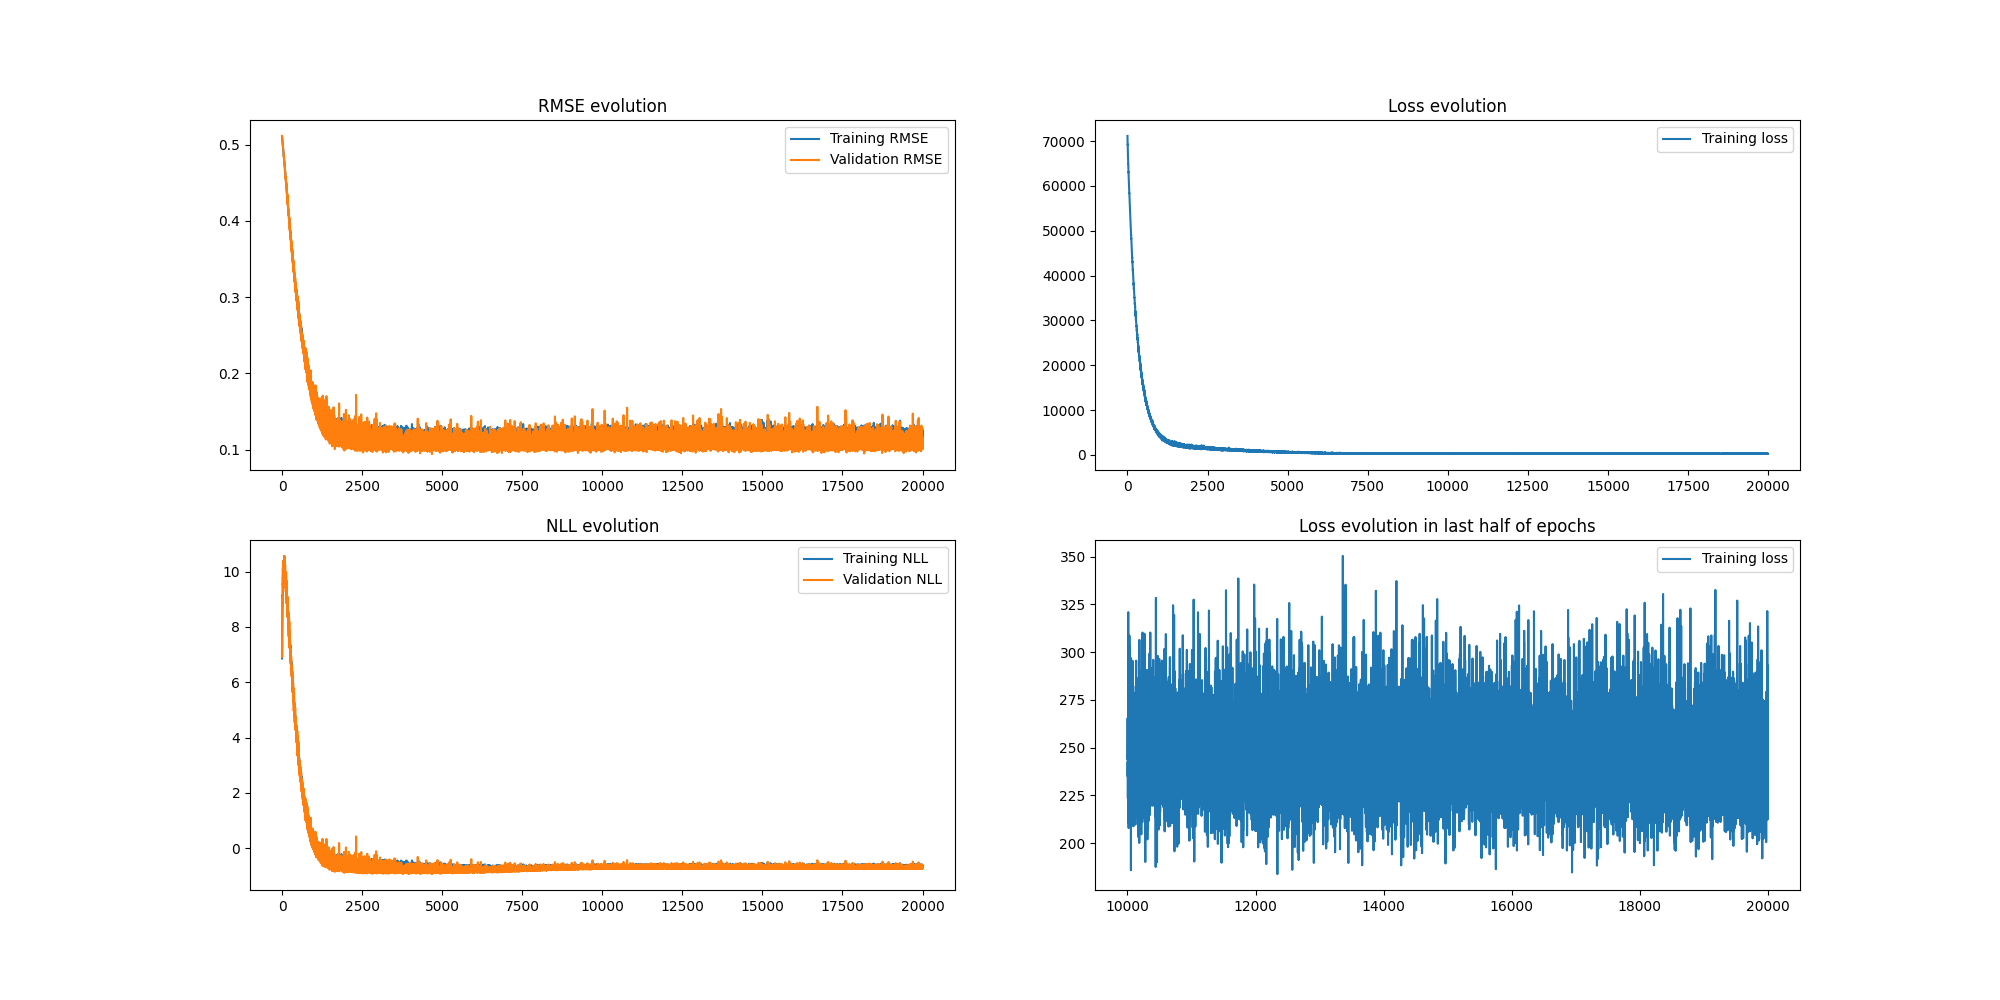 RMSE evolution
Training RMSE
Validation RMSE
0.5
0.4
0.3
0.2
0.1
0 2500 5000 7500 10000 12500 15000 17500 20000
Loss evolution
Training loss
70000
60000
50000
40000
30000
20000
10000
0
0 2500 5000 7500 10000 12500 15000 17500 20000
NLL evolution
Training NLL
Validation NLL
10
8
6
4
2
0
0 2500 5000 7500 10000 12500 15000 17500 20000
Loss evolution in last half of epochs
Training loss
350
325
300
275
250
225
200
10000 12000 14000 16000 18000 20000